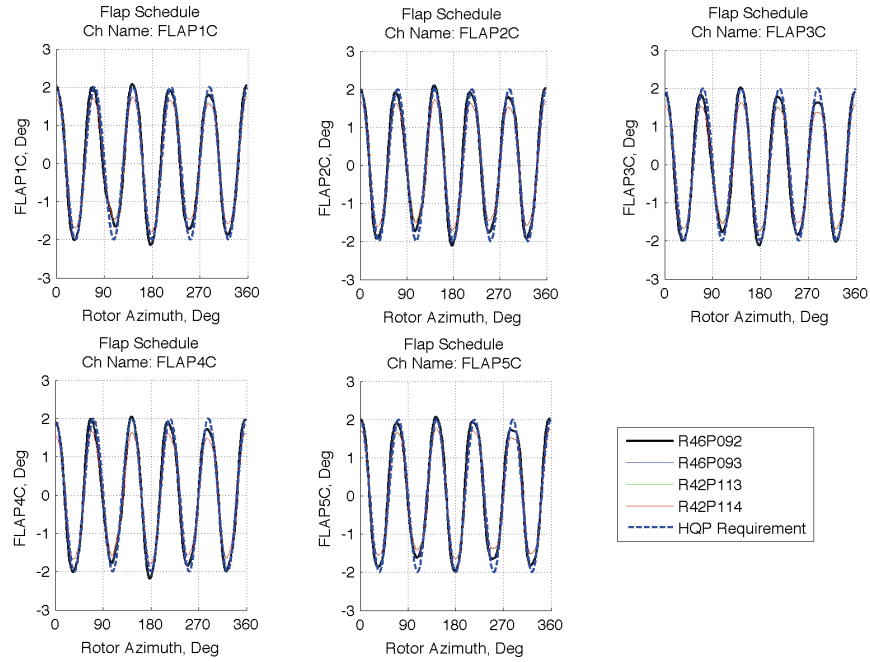 Flap Schedule
Ch Name: FLAP1C
3
2
1
0
-1
-2
-3
FLAP1C, Deg
0 90 180 270 360
Rotor Azimuth, Deg
Flap Schedule
Ch Name: FLAP2C
3
2
1
0
-1
-2
-3
FLAP2C, Deg
0 90 180 270 360
Rotor Azimuth, Deg
Flap Schedule
Ch Name: FLAP3C
3
2
1
0
-1
-2
-3
FLAP3C, Deg
0 90 180 270 360
Rotor Azimuth, Deg
Flap Schedule
Ch Name: FLAP4C
3
2
1
0
-1
-2
-3
FLAP4C, Deg
0 90 180 270 360
Rotor Azimuth, Deg
Flap Schedule
Ch Name: FLAP5C
3
2
1
0
-1
-2
-3
FLAP5C, Deg
0 90 180 270 360
Rotor Azimuth, Deg
R46P092
R46P093
R42P113
R42P114
HQP Requirement